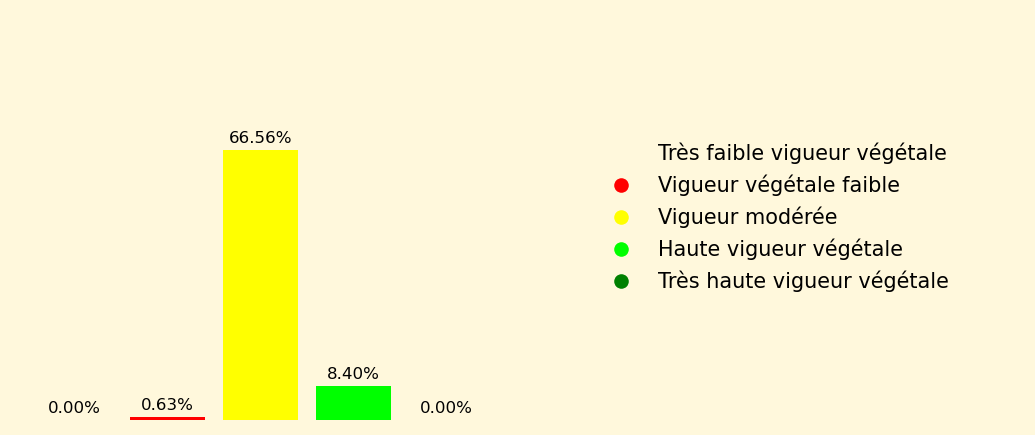 66.56%
8.40%
0.63%
0.00%
0.00%
Très faible vigueur végétale
Vigueur végétale faible
Vigueur modérée
Haute vigueur végétale
Très haute vigueur végétale